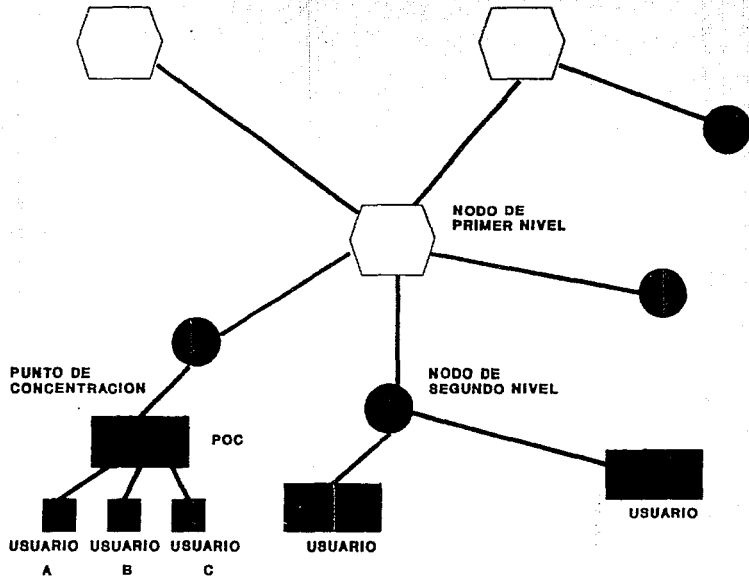 NODO DE
PRIMER NIVEL
PUNTO DE
CONCENTRACION
NODO DE
SEGUNDO NIVEL
POC
USUARIO
USUARIO USUARIO USUARIO
A B C
USUARIO